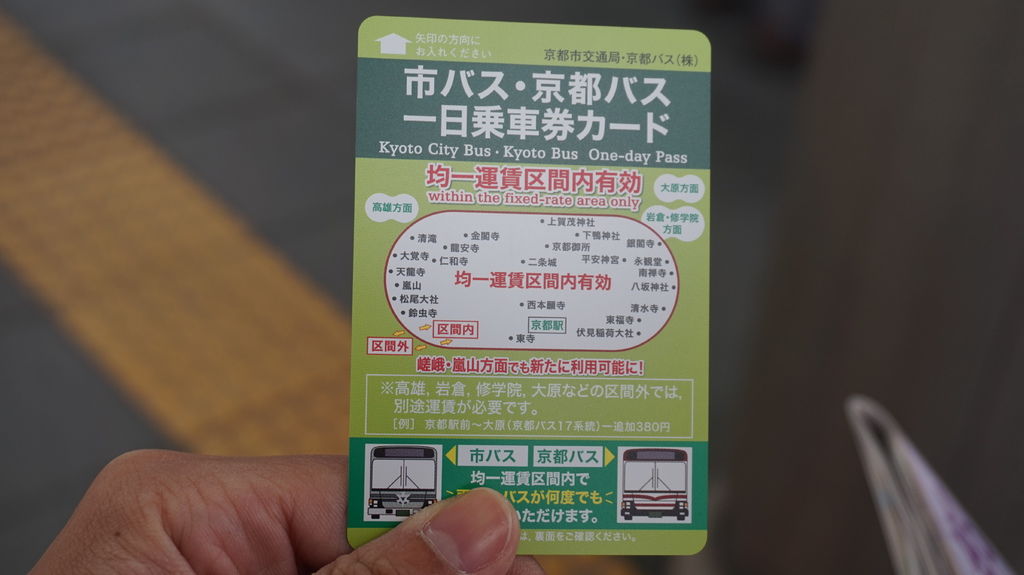 矢印の方向に
お入れください
京都市交通局・京都バス(株)
市バス・京都バス
一日乗車券カード
Kyoto City Bus・Kyoto Bus One-day Pass
均一運賃区間内有効
within the fixed-rate area only
大原方面
高雄方面
岩倉・修学院
方面
上賀茂神社
清滝
金閣寺
下鴨神社
銀閣寺
龍安寺
京都御所
大覚寺
仁和寺
二条城
平安神宮
永観堂
天龍寺
南禅寺
均一運賃区間内有効
嵐山
八坂神社
松尾大社
西本願寺
清水寺
鈴虫寺
京都駅
東福寺
区間内
東寺
伏見稲荷大社
区間外
嵯峨・嵐山方面でも新たに利用可能に!
※高雄, 岩倉, 修学院, 大原などの区間外では,
別途運賃が必要です。
[例] 京都駅前~大原(京都バス17系統)─追加380円
市バス 京都バス
均一運賃区間内で
バスが何度でも
いただけます。
は、裏面をご確認ください。